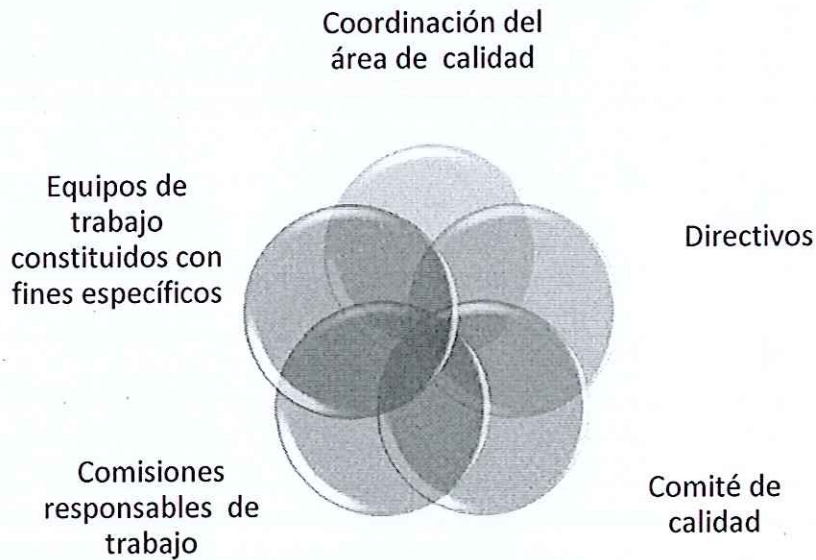 Coordinación del
área de calidad
Equipos de
trabajo
constituidos con
fines específicos
Directivos
Comisiones
responsables de
trabajo
Comité de
calidad